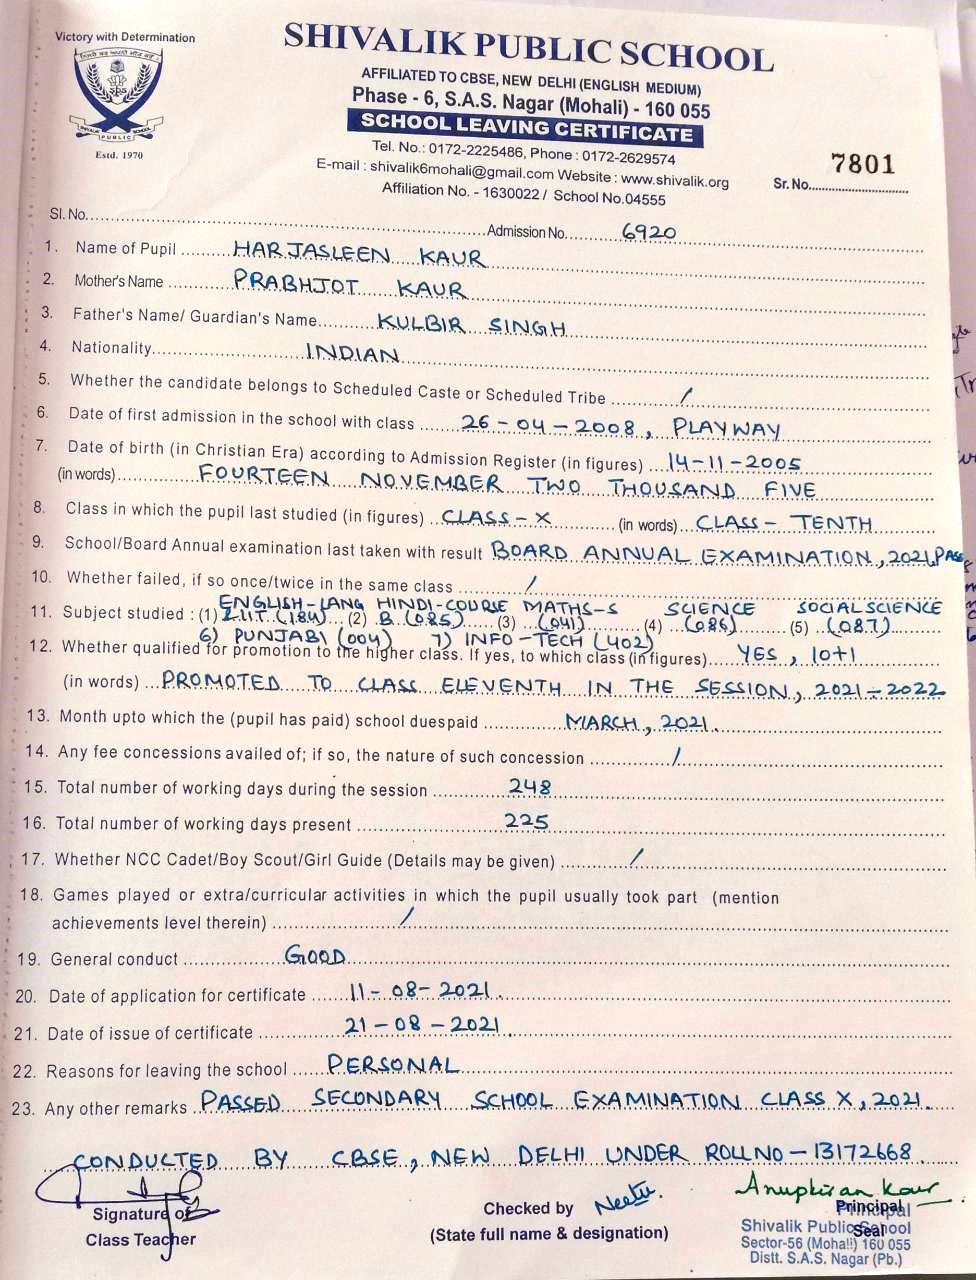 Victory with Determination
SHIVALIK PUBLIC SCHOOL
AFFILIATED TO CBSE, NEW DELHI (ENGLISH MEDIUM)
Phase - 6, S.A.S. Nagar (Mohali) - 160 055
SCHOOL LEAVING CERTIFICATE
Tel. No.: 0172-2225486, Phone : 0172-2629574
E-mail : shivalik6mohali@gmail.com Website : www.shivalik.org
Affiliation No. - 1630022 / School No.04555
SPS
SHIVALIK PUBLIC SCHOOL
Estd. 1970
7801
Sr. No.
Sl. No. Admission No. 6920
1. Name of Pupil HARJASLEEN KAUR
2. Mother's Name PRABHJOT KAUR
3. Father's Name/ Guardian's Name KULBIR SINGH
4. Nationality INDIAN
5. Whether the candidate belongs to Scheduled Caste or Scheduled Tribe /
6. Date of first admission in the school with class 26-04-2008, PLAYWAY
7. Date of birth (in Christian Era) according to Admission Register (in figures) 14-11-2005
(in words) FOURTEEN NOVEMBER TWO THOUSAND FIVE
8. Class in which the pupil last studied (in figures) CLASS-X (in words) CLASS- TENTH
9. School/Board Annual examination last taken with result BOARD ANNUAL EXAMINATION, 2021, PASS
10. Whether failed, if so once/twice in the same class /
ENGLISH-LANG HINDI-COURSE MATHS-S SCIENCE SOCIAL SCIENCE
11. Subject studied : (1) LIT (184) (2) B (085) (3) (041) (4) (086) (5) (087)
6) PUNJABI (004) 7) INFO-TECH (402)
12. Whether qualified for promotion to the higher class. If yes, to which class (in figures) YES, 10+1
(in words) PROMOTED TO CLASS ELEVENTH IN THE SESSION, 2021-2022
13. Month upto which the (pupil has paid) school duespaid MARCH, 2021.
14. Any fee concessions availed of; if so, the nature of such concession /
15. Total number of working days during the session 248
16. Total number of working days present 225
17. Whether NCC Cadet/Boy Scout/Girl Guide (Details may be given) /
18. Games played or extra/curricular activities in which the pupil usually took part (mention
achievements level therein) /
19. General conduct GOOD
20. Date of application for certificate 11-08-2021.
21. Date of issue of certificate 21-08-2021.
22. Reasons for leaving the school PERSONAL
23. Any other remarks PASSED SECONDARY SCHOOL EXAMINATION CLASS X, 2021.
CONDUCTED BY CBSE, NEW DELHI UNDER ROLL NO-13172668
Signature of
Class Teacher
Checked by Neetu
(State full name & designation)
Anupkiran Kaur
Principal
Seal
Principal
Shivalik Public School
Sector-56 (Mohali) 160 055
Distt. S.A.S. Nagar (Pb.)